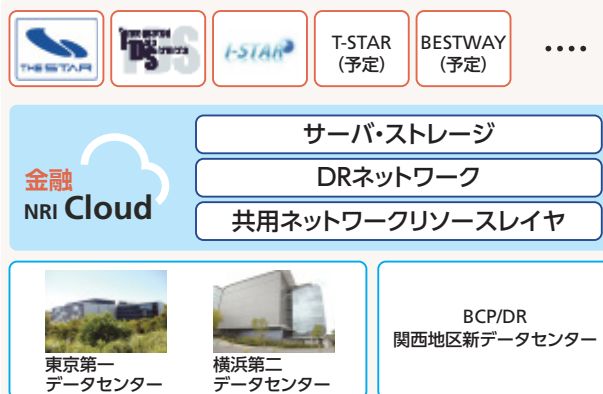 THE STAR
I-STAR
T-STAR
(予定)
BESTWAY
(予定)
····
サーバ・ストレージ
DRネットワーク
共用ネットワークリソースレイヤ
金融
NRI Cloud
東京第一
データセンター
横浜第二
データセンター
BCP/DR
関西地区新データセンター